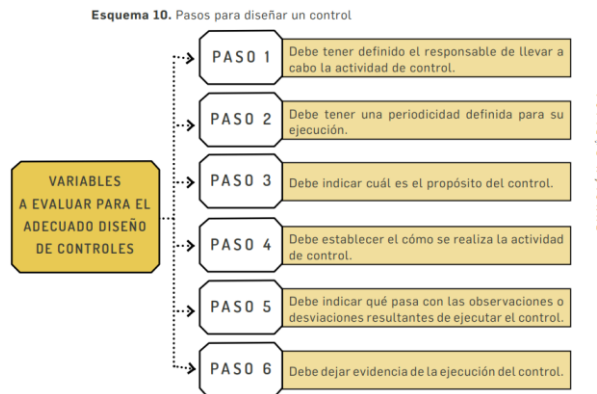 Esquema 10. Pasos para diseñar un control
VARIABLES
A EVALUAR PARA EL
ADECUADO DISEÑO
DE CONTROLES
PASO 1
Debe tener definido el responsable de llevar a
cabo la actividad de control.
PASO 2
Debe tener una periodicidad definida para su
ejecución.
PASO 3
Debe indicar cuál es el propósito del control.
PASO 4
Debe establecer el cómo se realiza la actividad
de control.
PASO 5
Debe indicar qué pasa con las observaciones o
desviaciones resultantes de ejecutar el control.
PASO 6
Debe dejar evidencia de la ejecución del control.